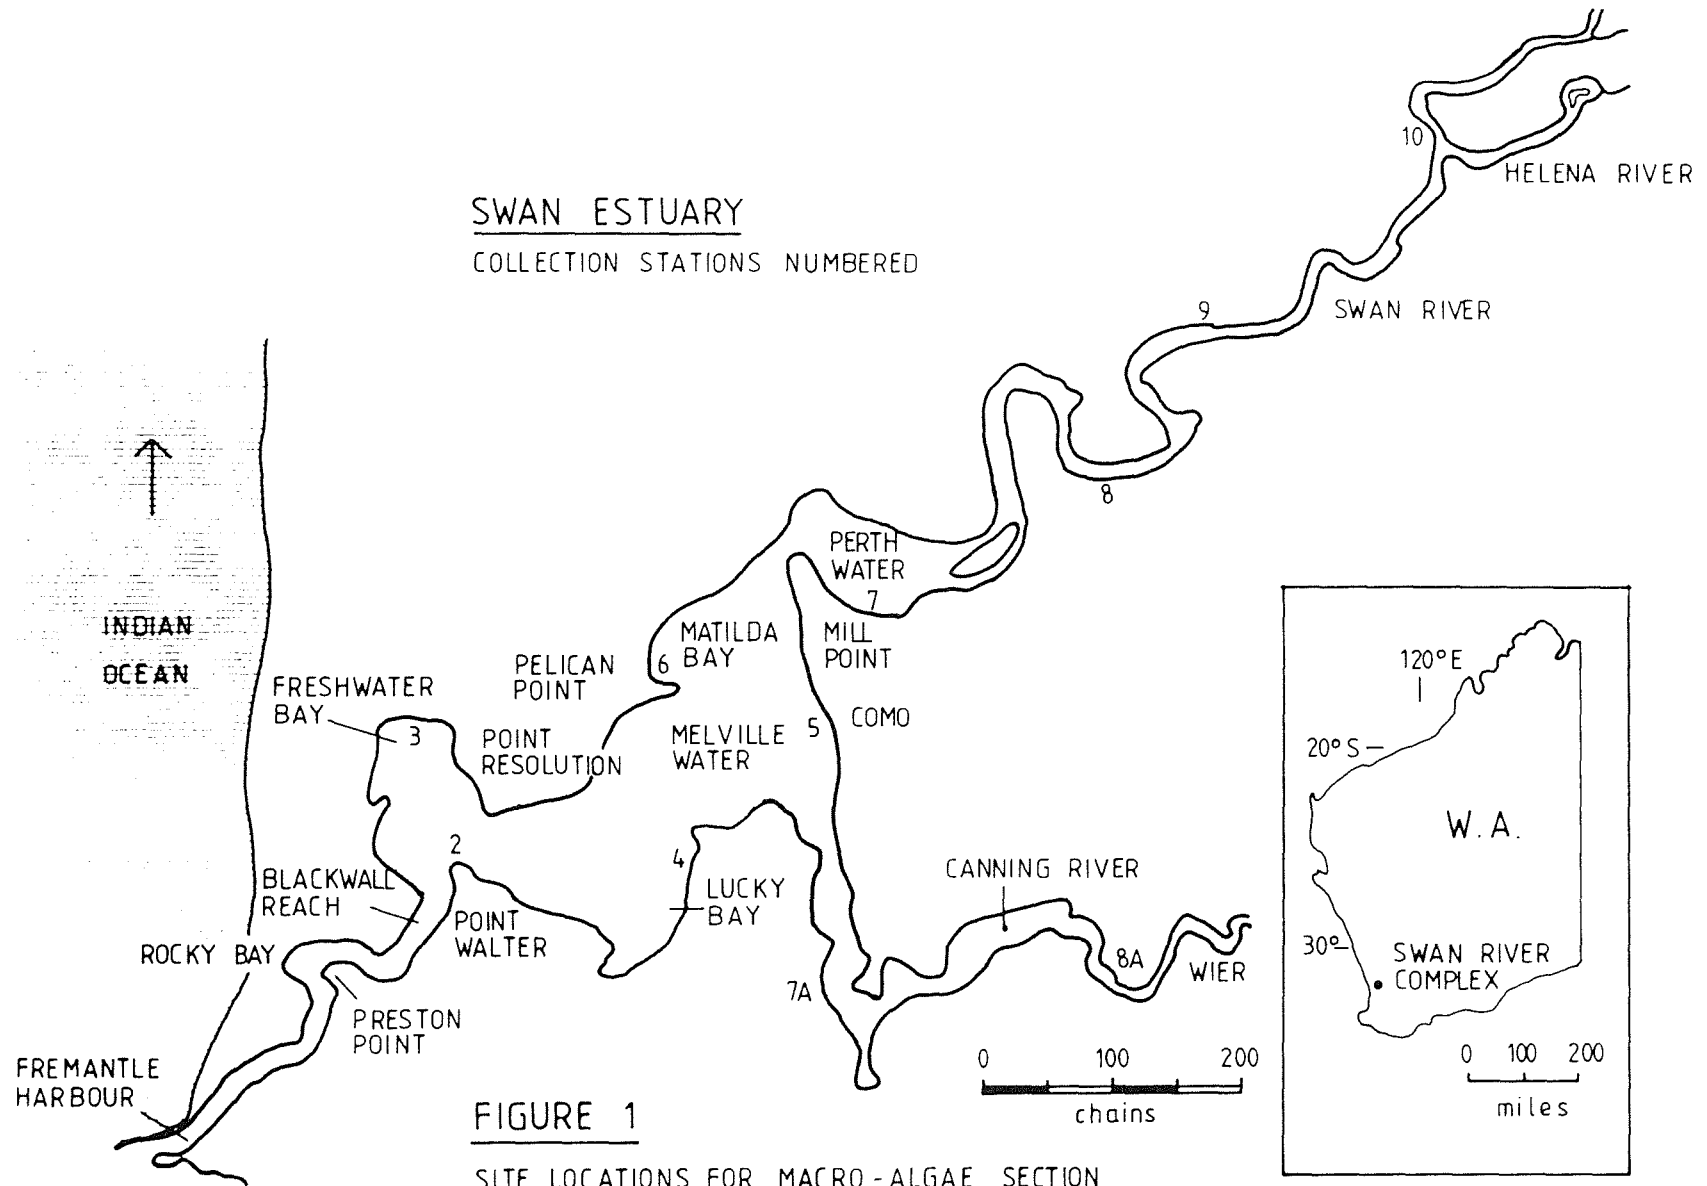 10
HELENA RIVER
SWAN ESTUARY
COLLECTION STATIONS NUMBERED
9
SWAN RIVER
8
PERTH
WATER
7
INDIAN
OCEAN
MATILDA
BAY
MILL
POINT
6
PELICAN
POINT
FRESHWATER
BAY
3
POINT
RESOLUTION
MELVILLE
WATER
5
COMO
2
4
BLACKWALL
REACH
LUCKY
BAY
CANNING RIVER
POINT
WALTER
ROCKY BAY
8A
WIER
7A
PRESTON
POINT
FREMANTLE
HARBOUR
0 100 200
chains
120°E
20°S
W.A.
30°
SWAN RIVER
COMPLEX
0 100 200
miles
FIGURE 1
SITE LOCATIONS FOR MACRO-ALGAE SECTION